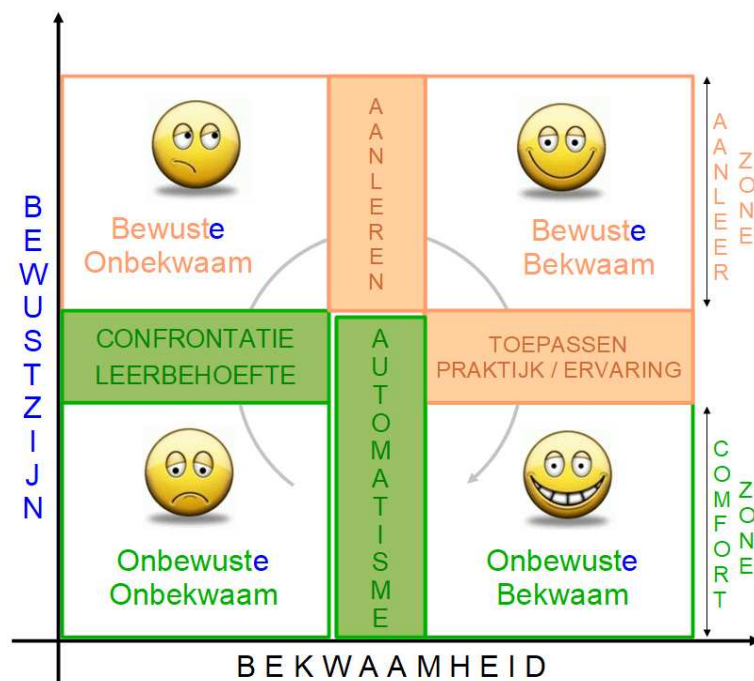 BEWUSTZIJN
Bewuste
Onbekwaam
AANLEREN
Bewuste
Bekwaam
AANLEER
ZONE
CONFRONTATIE
LEERBEHOEFTE
AUTOMATISME
TOEPASSEN
PRAKTIJK / ERVARING
Onbewuste
Onbekwaam
Onbewuste
Bekwaam
COMFORT
ZONE
BEKWAAMHEID